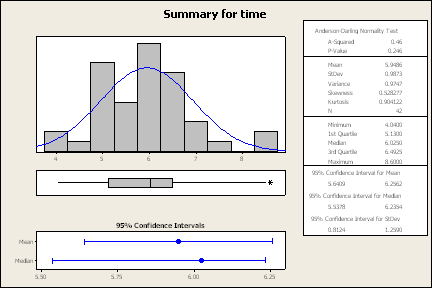 Summary for time
4 5 6 7 8
95% Confidence Intervals
Mean
Median
5.50 5.75 6.00 6.25
Anderson-Darling Normality Test
A-Squared 0.46
P-Value 0.246
Mean 5.9486
StDev 0.9873
Variance 0.9747
Skewness 0.528277
Kurtosis 0.904122
N 42
Minimum 4.0400
1st Quartile 5.1300
Median 6.0250
3rd Quartile 6.4925
Maximum 8.6000
95% Confidence Interval for Mean
5.6409 6.2562
95% Confidence Interval for Median
5.5378 6.2354
95% Confidence Interval for StDev
0.8124 1.2590